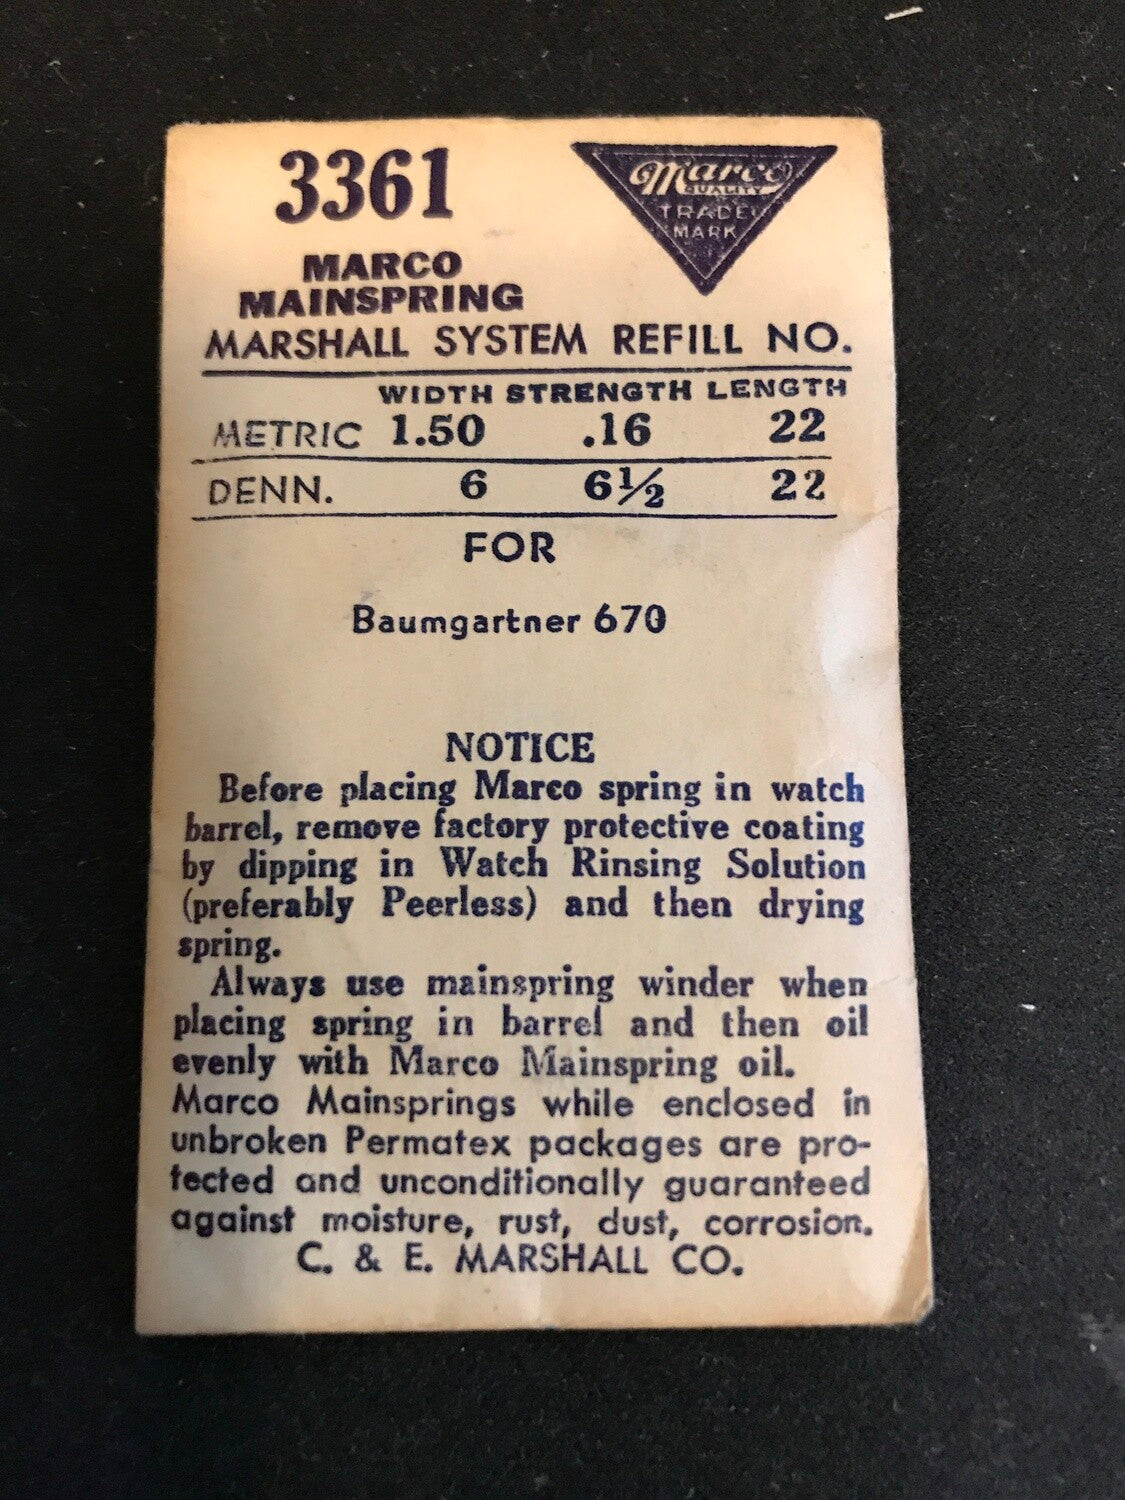 3361
Marco
QUALITY
TRADE
MARK
MARCO
MAINSPRING
MARSHALL SYSTEM REFILL NO.
WIDTH STRENGTH LENGTH
METRIC 1.50 .16 22
DENN. 6 6½ 22
FOR
Baumgartner 670
NOTICE
Before placing Marco spring in watch
barrel, remove factory protective coating
by dipping in Watch Rinsing Solution
(preferably Peerless) and then drying
spring.
Always use mainspring winder when
placing spring in barrel and then oil
evenly with Marco Mainspring oil.
Marco Mainsprings while enclosed in
unbroken Permatex packages are pro-
tected and unconditionally guaranteed
against moisture, rust, dust, corrosion.
C. & E. MARSHALL CO.